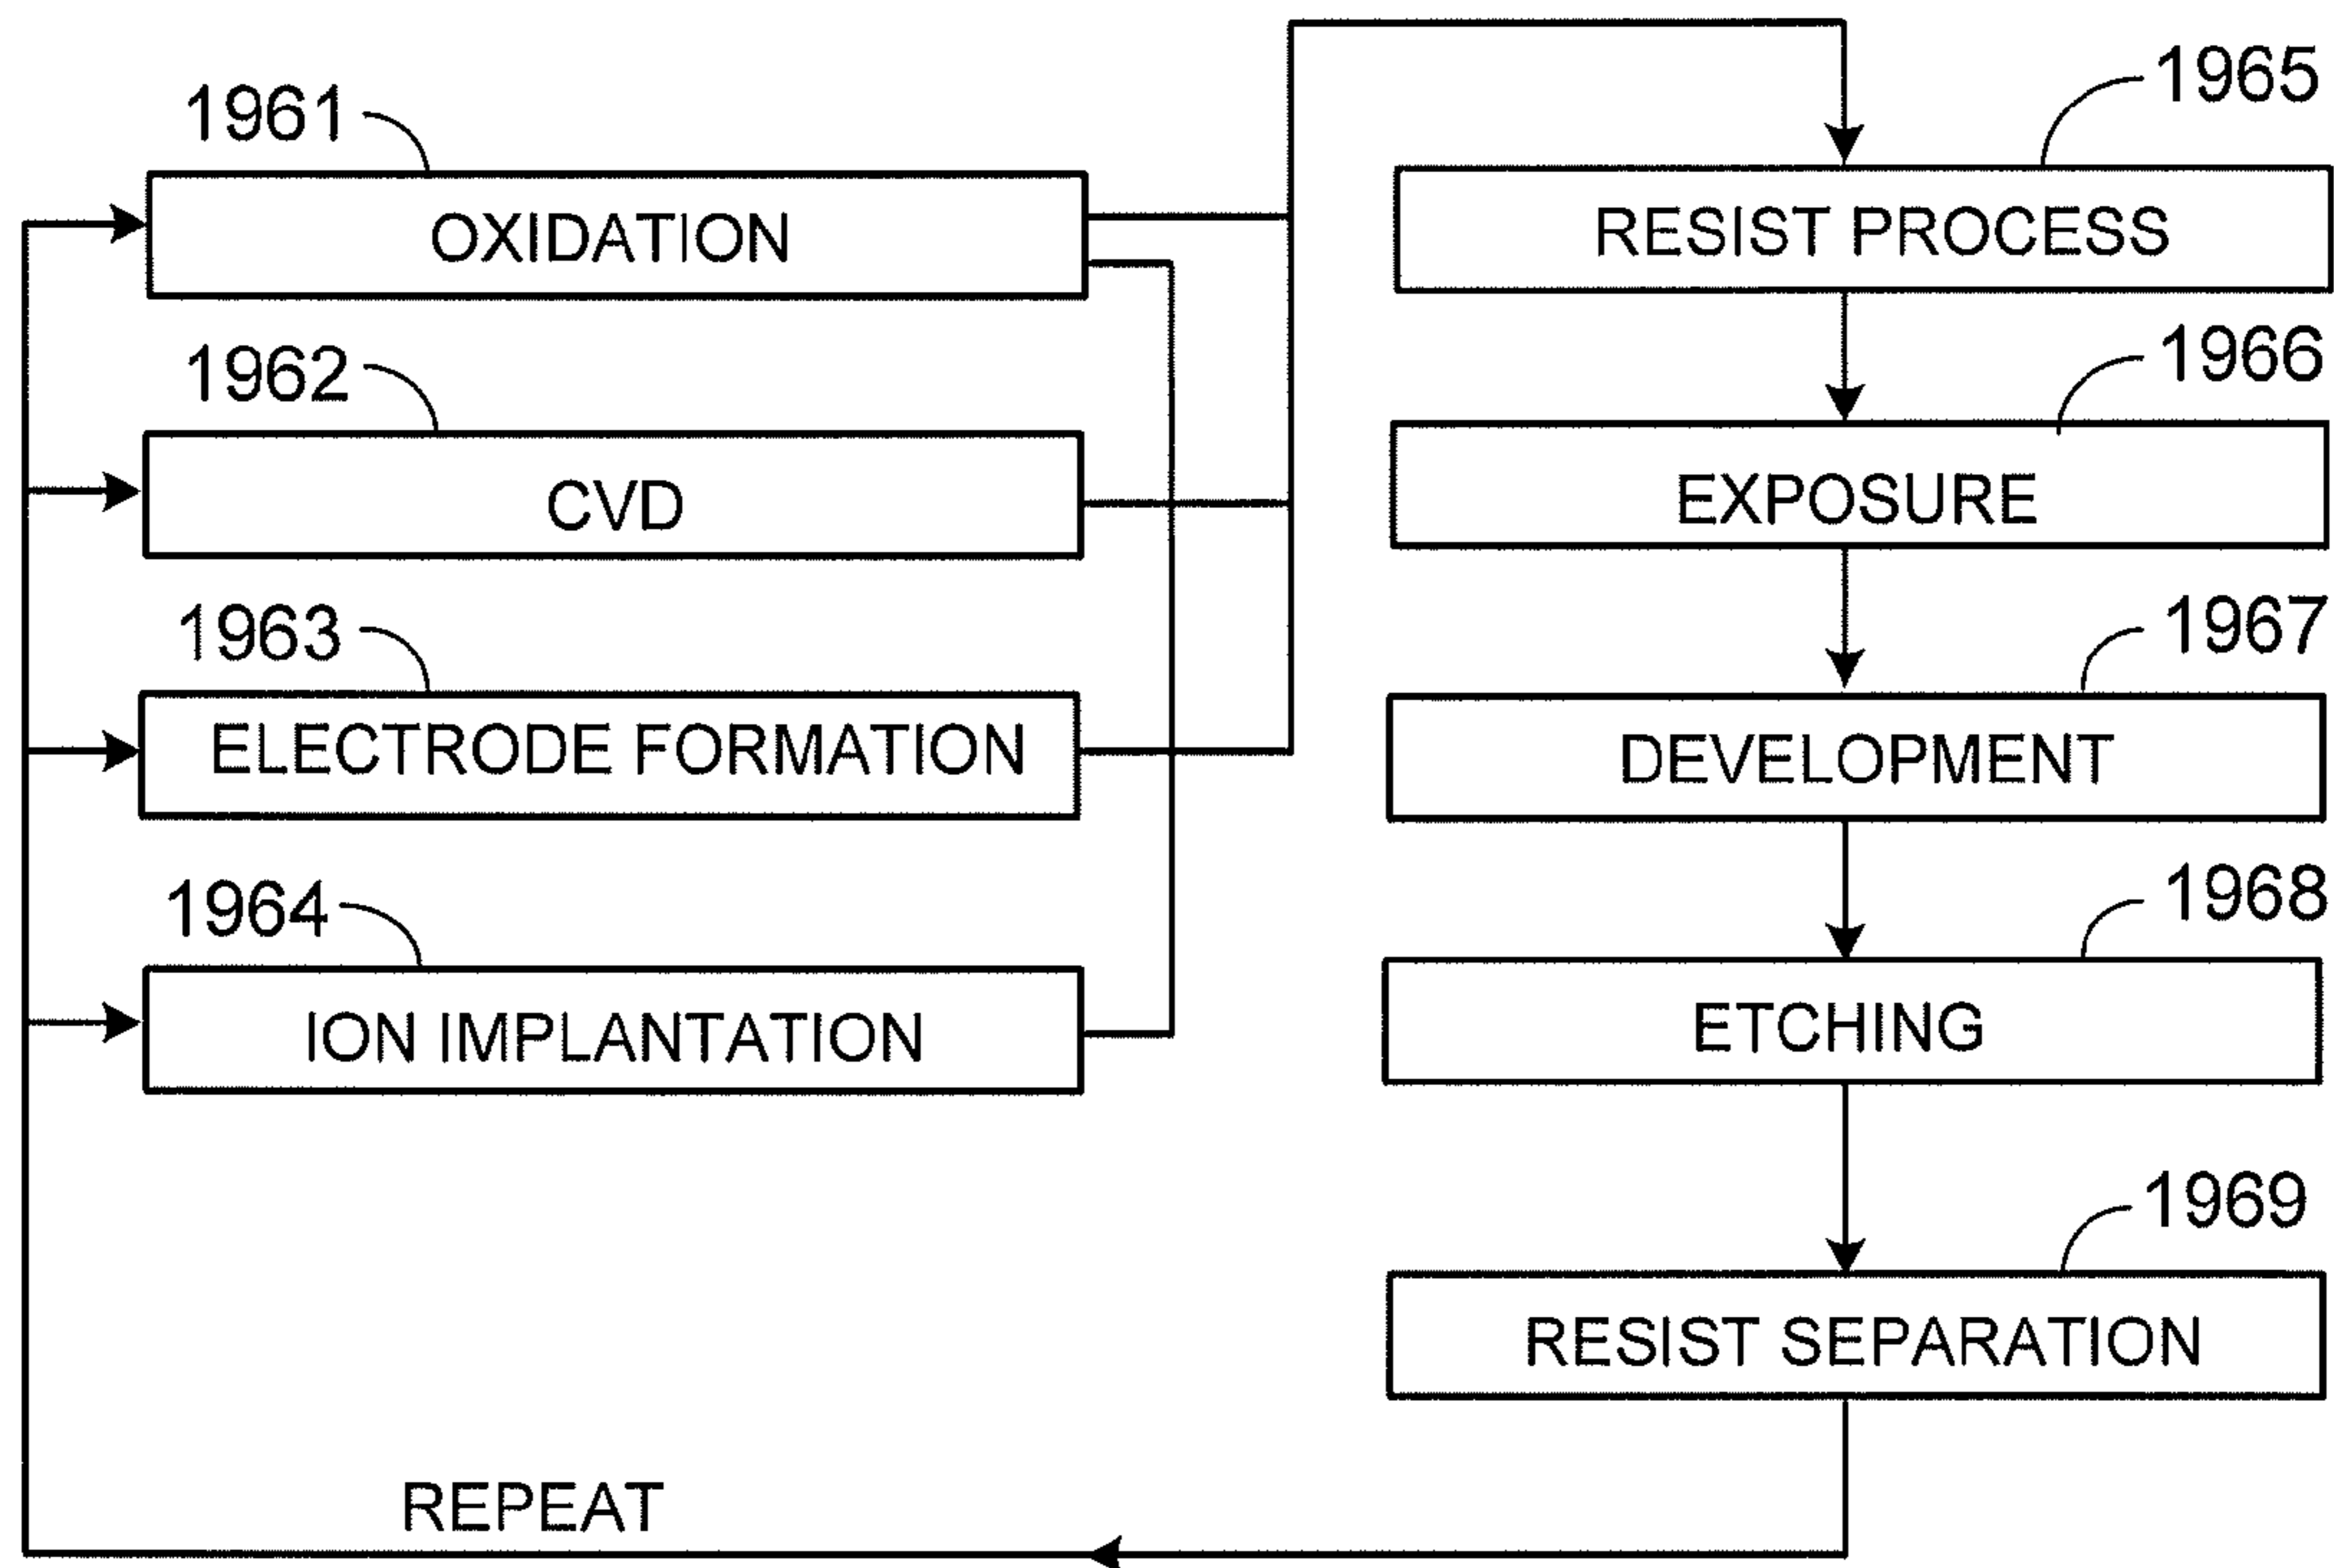 1961
OXIDATION
1962
CVD
1963
ELECTRODE FORMATION
1964
ION IMPLANTATION
1965
RESIST PROCESS
1966
EXPOSURE
1967
DEVELOPMENT
1968
ETCHING
1969
RESIST SEPARATION
REPEAT